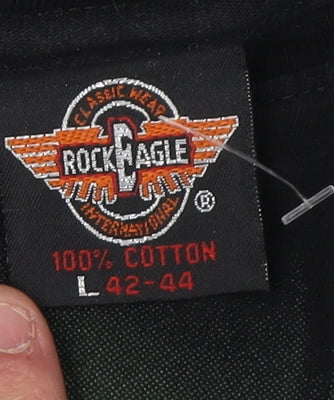 CLASSIC WEAR
ROCK EAGLE
INTERNATIONAL
®
100% COTTON
L 42-44